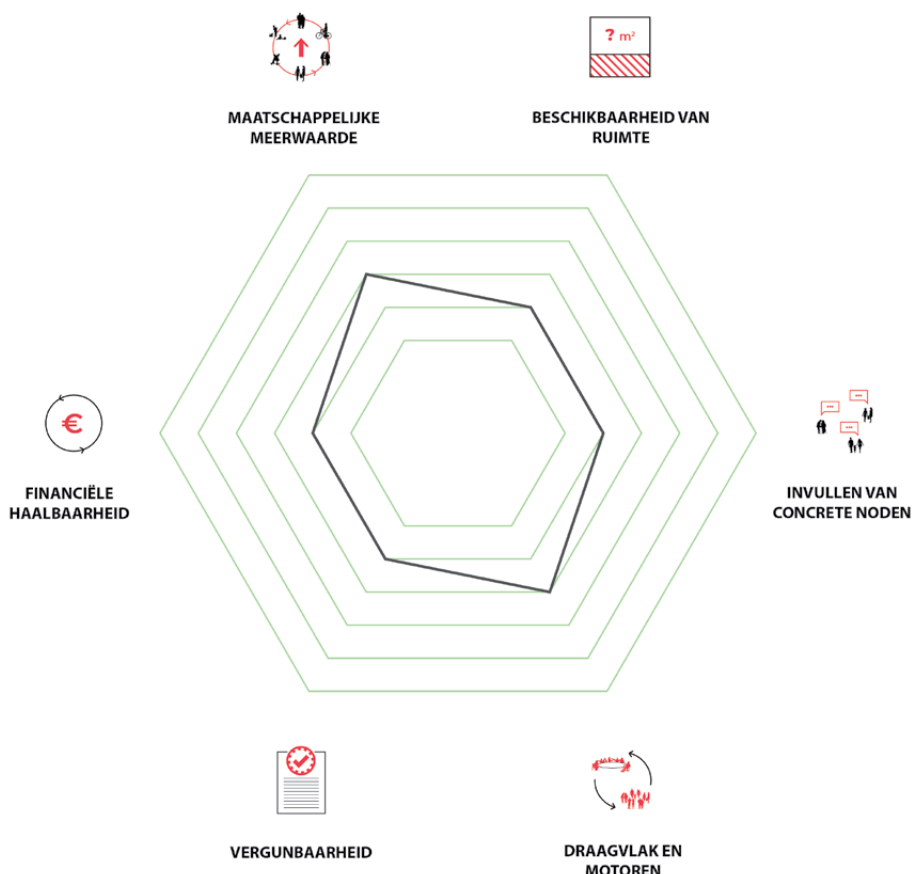 ? m²
MAATSCHAPPELIJKE
MEERWAARDE
BESCHIKBAARHEID VAN
RUIMTE
€
FINANCIËLE
HAALBAARHEID
INVULLEN VAN
CONCRETE NODEN
VERGUNBAARHEID
DRAAGVLAK EN
MOTOREN